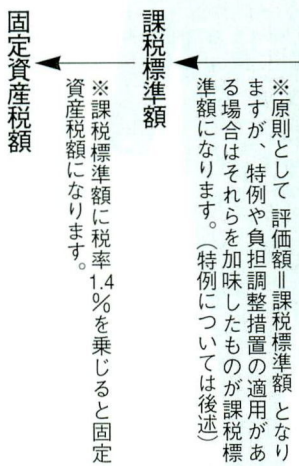 ※原則として 評価額＝課税標準額 となり
ますが、特例や負担調整措置の適用があ
る場合はそれらを加味したものが課税標
準額になります。（特例については後述）
課税標準額
※課税標準額に税率1.4％を乗じると固定
資産税額になります。
固定資産税額